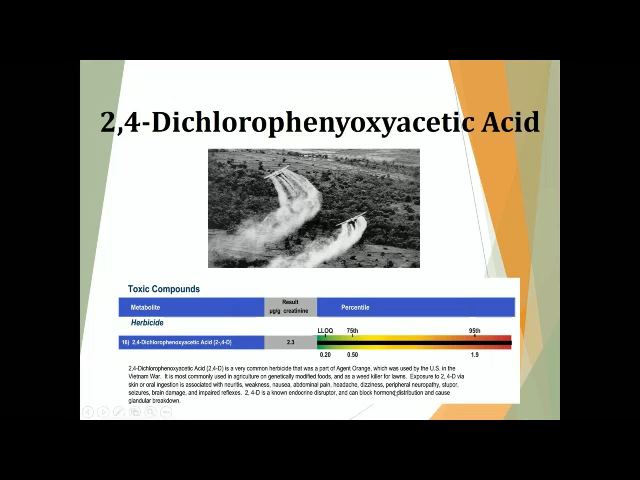 2,4-Dichlorophenyoxyacetic Acid
Toxic Compounds
Metabolite Result µg/g creatinine Percentile
Herbicide
LLOQ 75th 95th
16) 2,4-Dichlorophenoxyacetic Acid (2-,4-D) 2.3
0.20 0.50 1.9
2,4-Dichlorophenoxyacetic Acid (2,4-D) is a very common herbicide that was a part of Agent Orange, which was used by the U.S. in the
Vietnam War. It is most commonly used in agriculture on genetically modified foods, and as a weed killer for lawns. Exposure to 2, 4-D via
skin or oral ingestion is associated with neuritis, weakness, nausea, abdominal pain, headache, dizziness, peripheral neuropathy, stupor,
seizures, brain damage, and impaired reflexes. 2, 4-D is a known endocrine disruptor, and can block hormone distribution and cause
glandular breakdown.